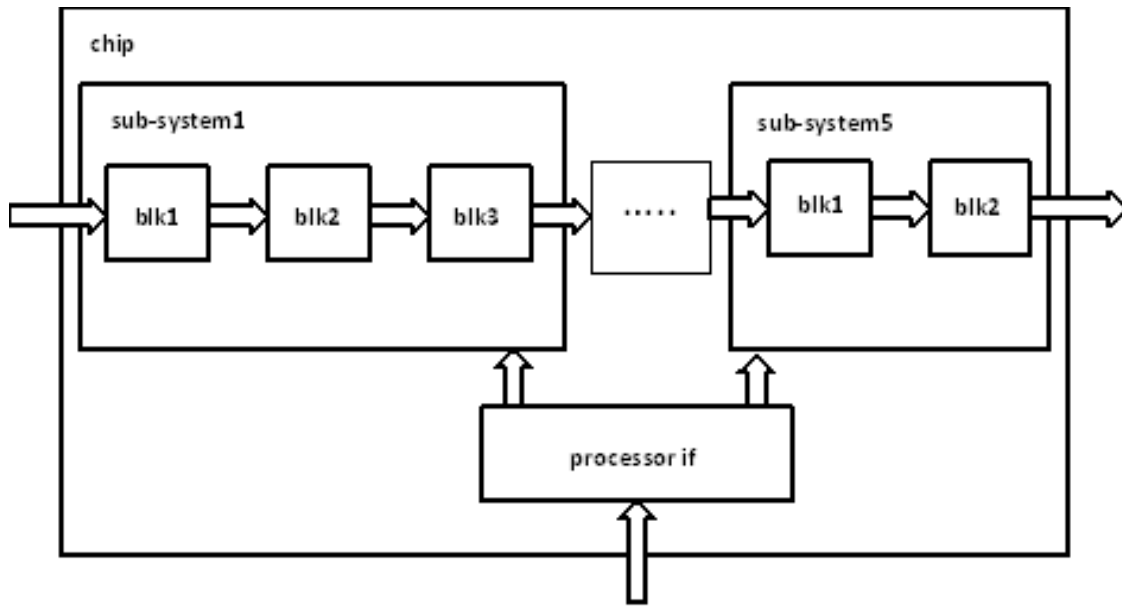 chip
sub-system1
sub-system5
blk1
blk2
blk3
.....
blk1
blk2
processor if